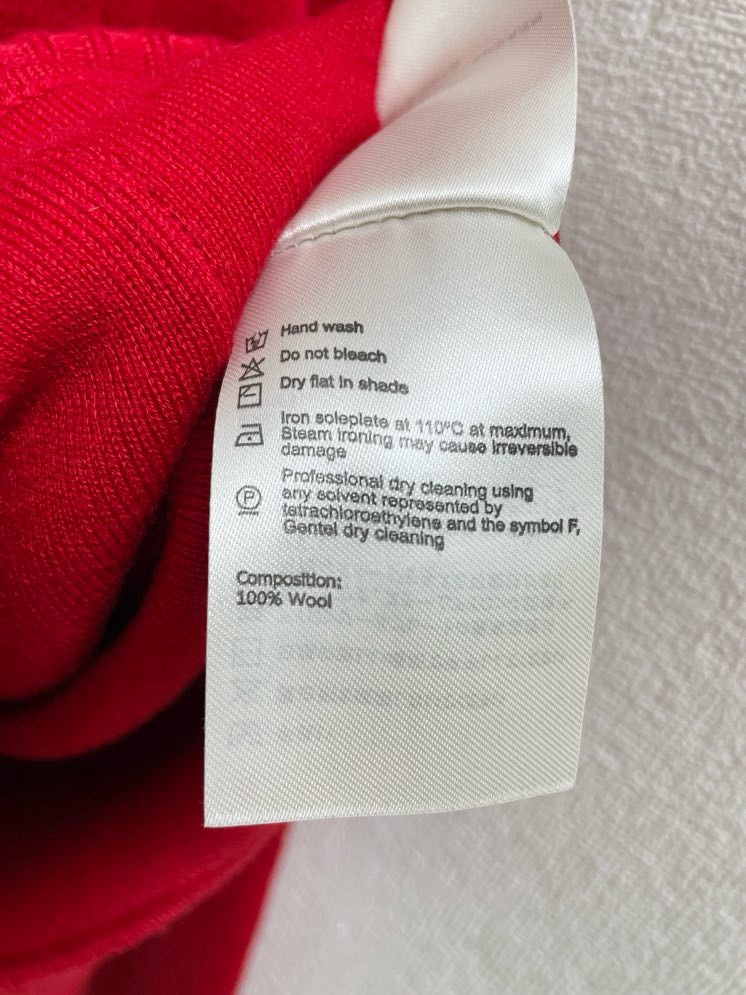 Hand wash
Do not bleach
Dry flat in shade
Iron soleplate at 110ºC at maximum,
Steam ironing may cause irreversible
damage
P
Professional dry cleaning using
any solvent represented by
tetrachloroethylene and the symbol F,
Gentel dry cleaning
Composition:
100% Wool